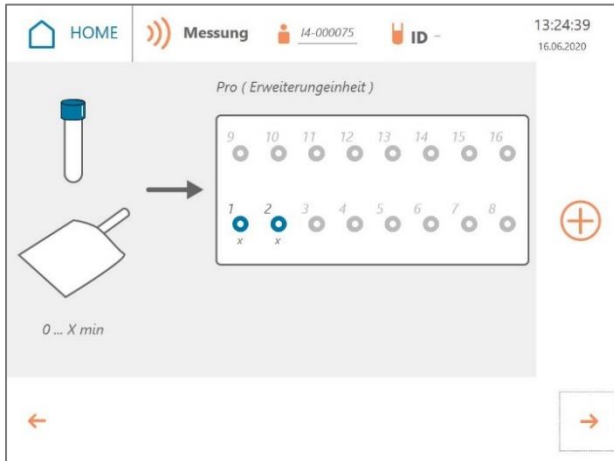 HOME
Messung
I4-000075
ID -
13:24:39
16.06.2020
Pro ( Erweiterungeinheit )
9 10 11 12 13 14 15 16
1 2 3 4 5 6 7 8
x x
0 ... X min